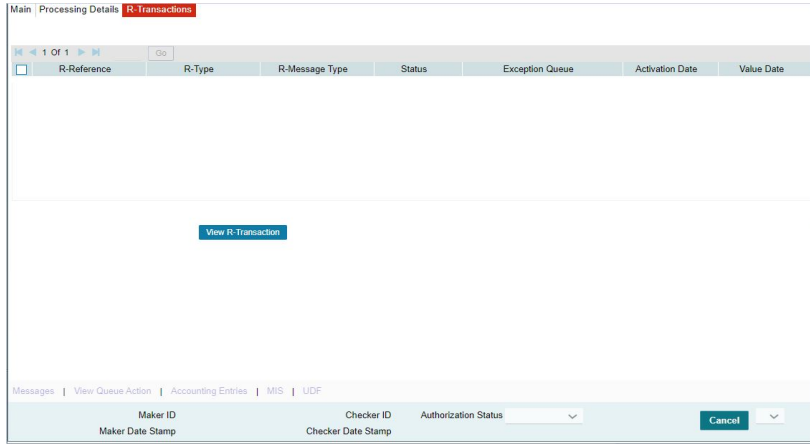 Main Processing Details R-Transactions
1 Of 1 Go
R-Reference R-Type R-Message Type Status Exception Queue Activation Date Value Date
View R-Transaction
Messages | View Queue Action | Accounting Entries | MIS | UDF
Maker ID Checker ID Authorization Status Cancel
Maker Date Stamp Checker Date Stamp